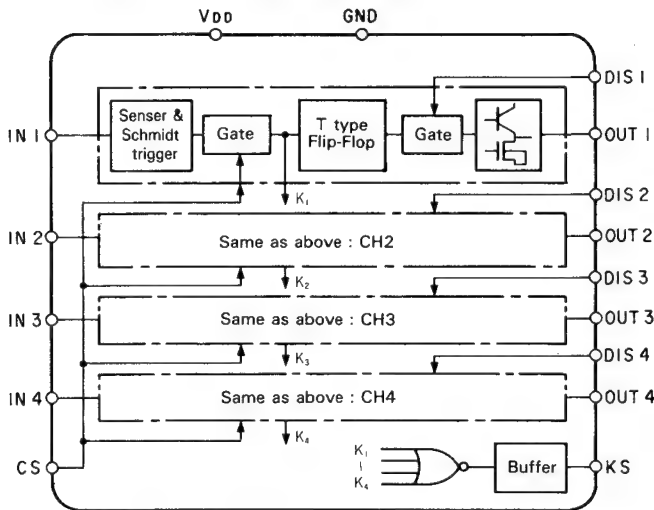 VDD GND
DIS 1
Senser &
Schmidt
trigger
Gate
T type
Flip-Flop
Gate
IN 1
OUT 1
K1
DIS 2
IN 2
Same as above : CH2
OUT 2
K2
DIS 3
IN 3
Same as above : CH3
OUT 3
K3
DIS 4
IN 4
Same as above : CH4
OUT 4
K4
CS
K1
K4
Buffer
KS